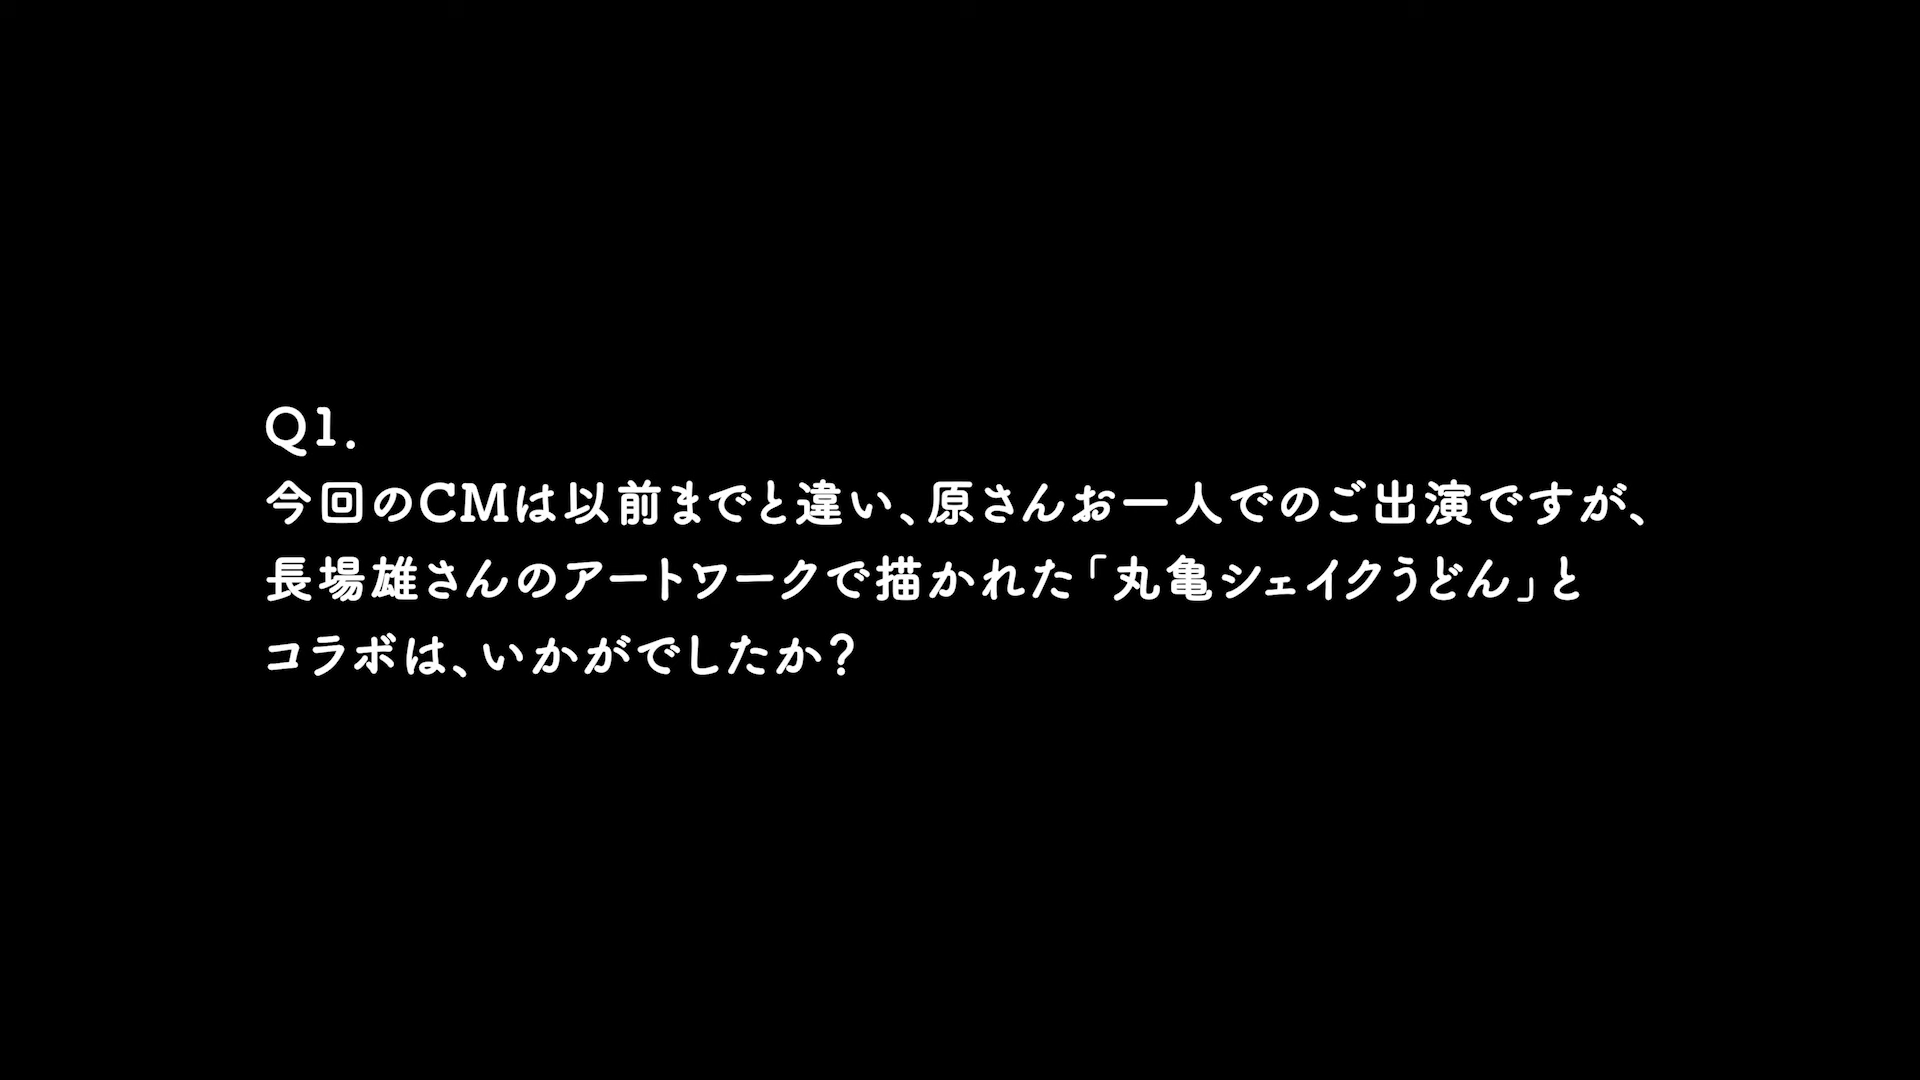 Q1.
今回のCMは以前までと違い、原さんお一人でのご出演ですが、
長場雄さんのアートワークで描かれた「丸亀シェイクうどん」と
コラボは、いかがでしたか？